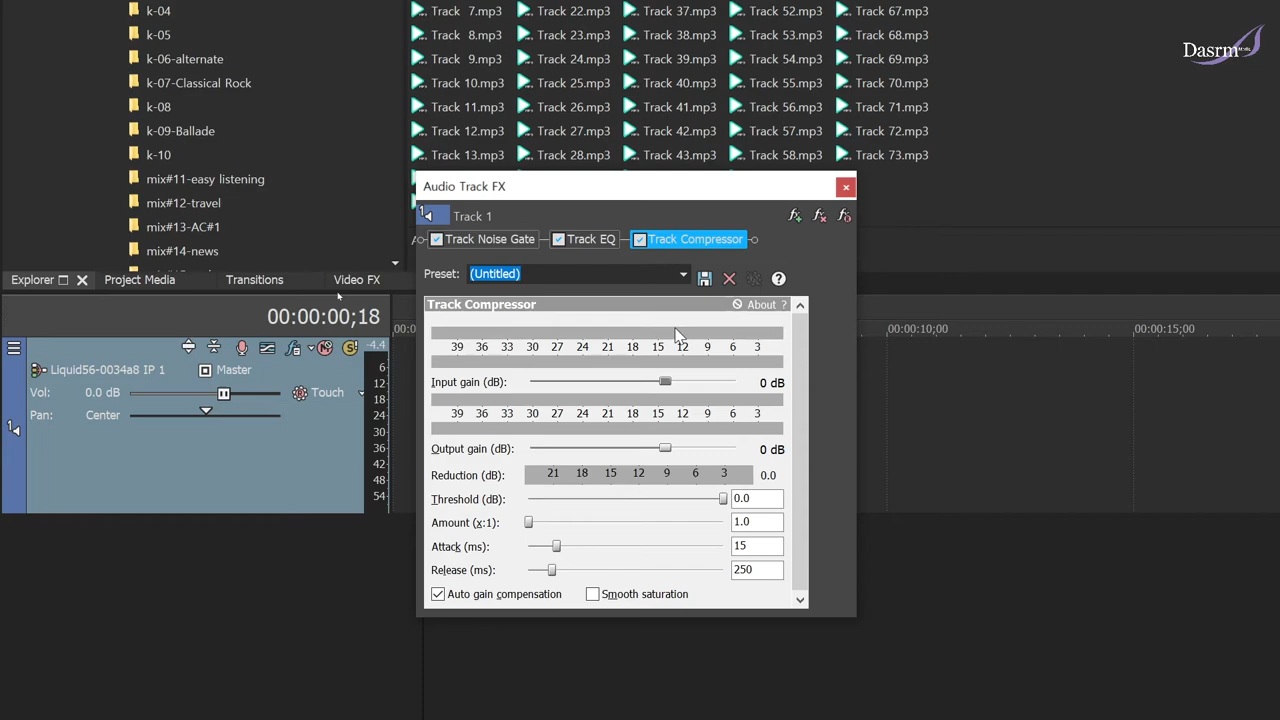 k-04
k-05
k-06-alternate
k-07-Classical Rock
k-08
k-09-Ballade
k-10
mix#11-easy listening
mix#12-travel
mix#13-AC#1
mix#14-news
Track 7.mp3 Track 22.mp3 Track 37.mp3 Track 52.mp3 Track 67.mp3
Track 8.mp3 Track 23.mp3 Track 38.mp3 Track 53.mp3 Track 68.mp3
Track 9.mp3 Track 24.mp3 Track 39.mp3 Track 54.mp3 Track 69.mp3
Track 10.mp3 Track 25.mp3 Track 40.mp3 Track 55.mp3 Track 70.mp3
Track 11.mp3 Track 26.mp3 Track 41.mp3 Track 56.mp3 Track 71.mp3
Track 12.mp3 Track 27.mp3 Track 42.mp3 Track 57.mp3 Track 72.mp3
Track 13.mp3 Track 28.mp3 Track 43.mp3 Track 58.mp3 Track 73.mp3
Dasrm
Explorer Project Media Transitions Video FX
00:00:00;18
00:00:10;00 00:00:15;00
-4.4
Liquid56-0034a8 IP 1 Master
Vol: 0.0 dB Touch
Pan: Center
1
6
12
18
24
30
36
42
48
54
Audio Track FX
1 Track 1
Track Noise Gate Track EQ Track Compressor
Preset: (Untitled)
Track Compressor About ?
39 36 33 30 27 24 21 18 15 12 9 6 3
Input gain (dB): 0 dB
39 36 33 30 27 24 21 18 15 12 9 6 3
Output gain (dB): 0 dB
Reduction (dB): 21 18 15 12 9 6 3 0.0
Threshold (dB): 0.0
Amount (x:1): 1.0
Attack (ms): 15
Release (ms): 250
Auto gain compensation Smooth saturation